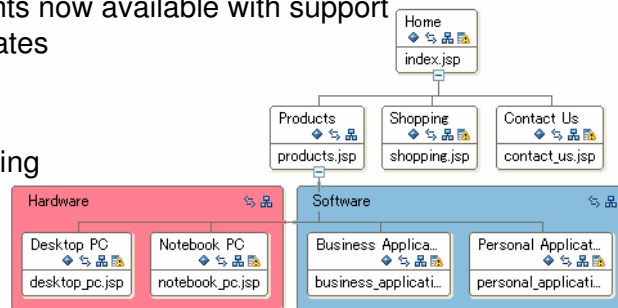 nts now available with support
ates
ing
Home
index.jsp
Products
products.jsp
Shopping
shopping.jsp
Contact Us
contact_us.jsp
Hardware
Desktop PC
desktop_pc.jsp
Notebook PC
notebook_pc.jsp
Software
Business Applica...
business_applicati...
Personal Applicat...
personal_applicati...